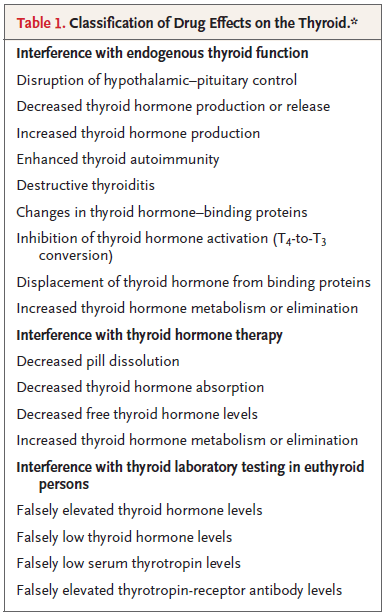 Table 1. Classification of Drug Effects on the Thyroid.*
Interference with endogenous thyroid function
Disruption of hypothalamic–pituitary control
Decreased thyroid hormone production or release
Increased thyroid hormone production
Enhanced thyroid autoimmunity
Destructive thyroiditis
Changes in thyroid hormone–binding proteins
Inhibition of thyroid hormone activation (T4-to-T3
conversion)
Displacement of thyroid hormone from binding proteins
Increased thyroid hormone metabolism or elimination
Interference with thyroid hormone therapy
Decreased pill dissolution
Decreased thyroid hormone absorption
Decreased free thyroid hormone levels
Increased thyroid hormone metabolism or elimination
Interference with thyroid laboratory testing in euthyroid
persons
Falsely elevated thyroid hormone levels
Falsely low thyroid hormone levels
Falsely low serum thyrotropin levels
Falsely elevated thyrotropin-receptor antibody levels